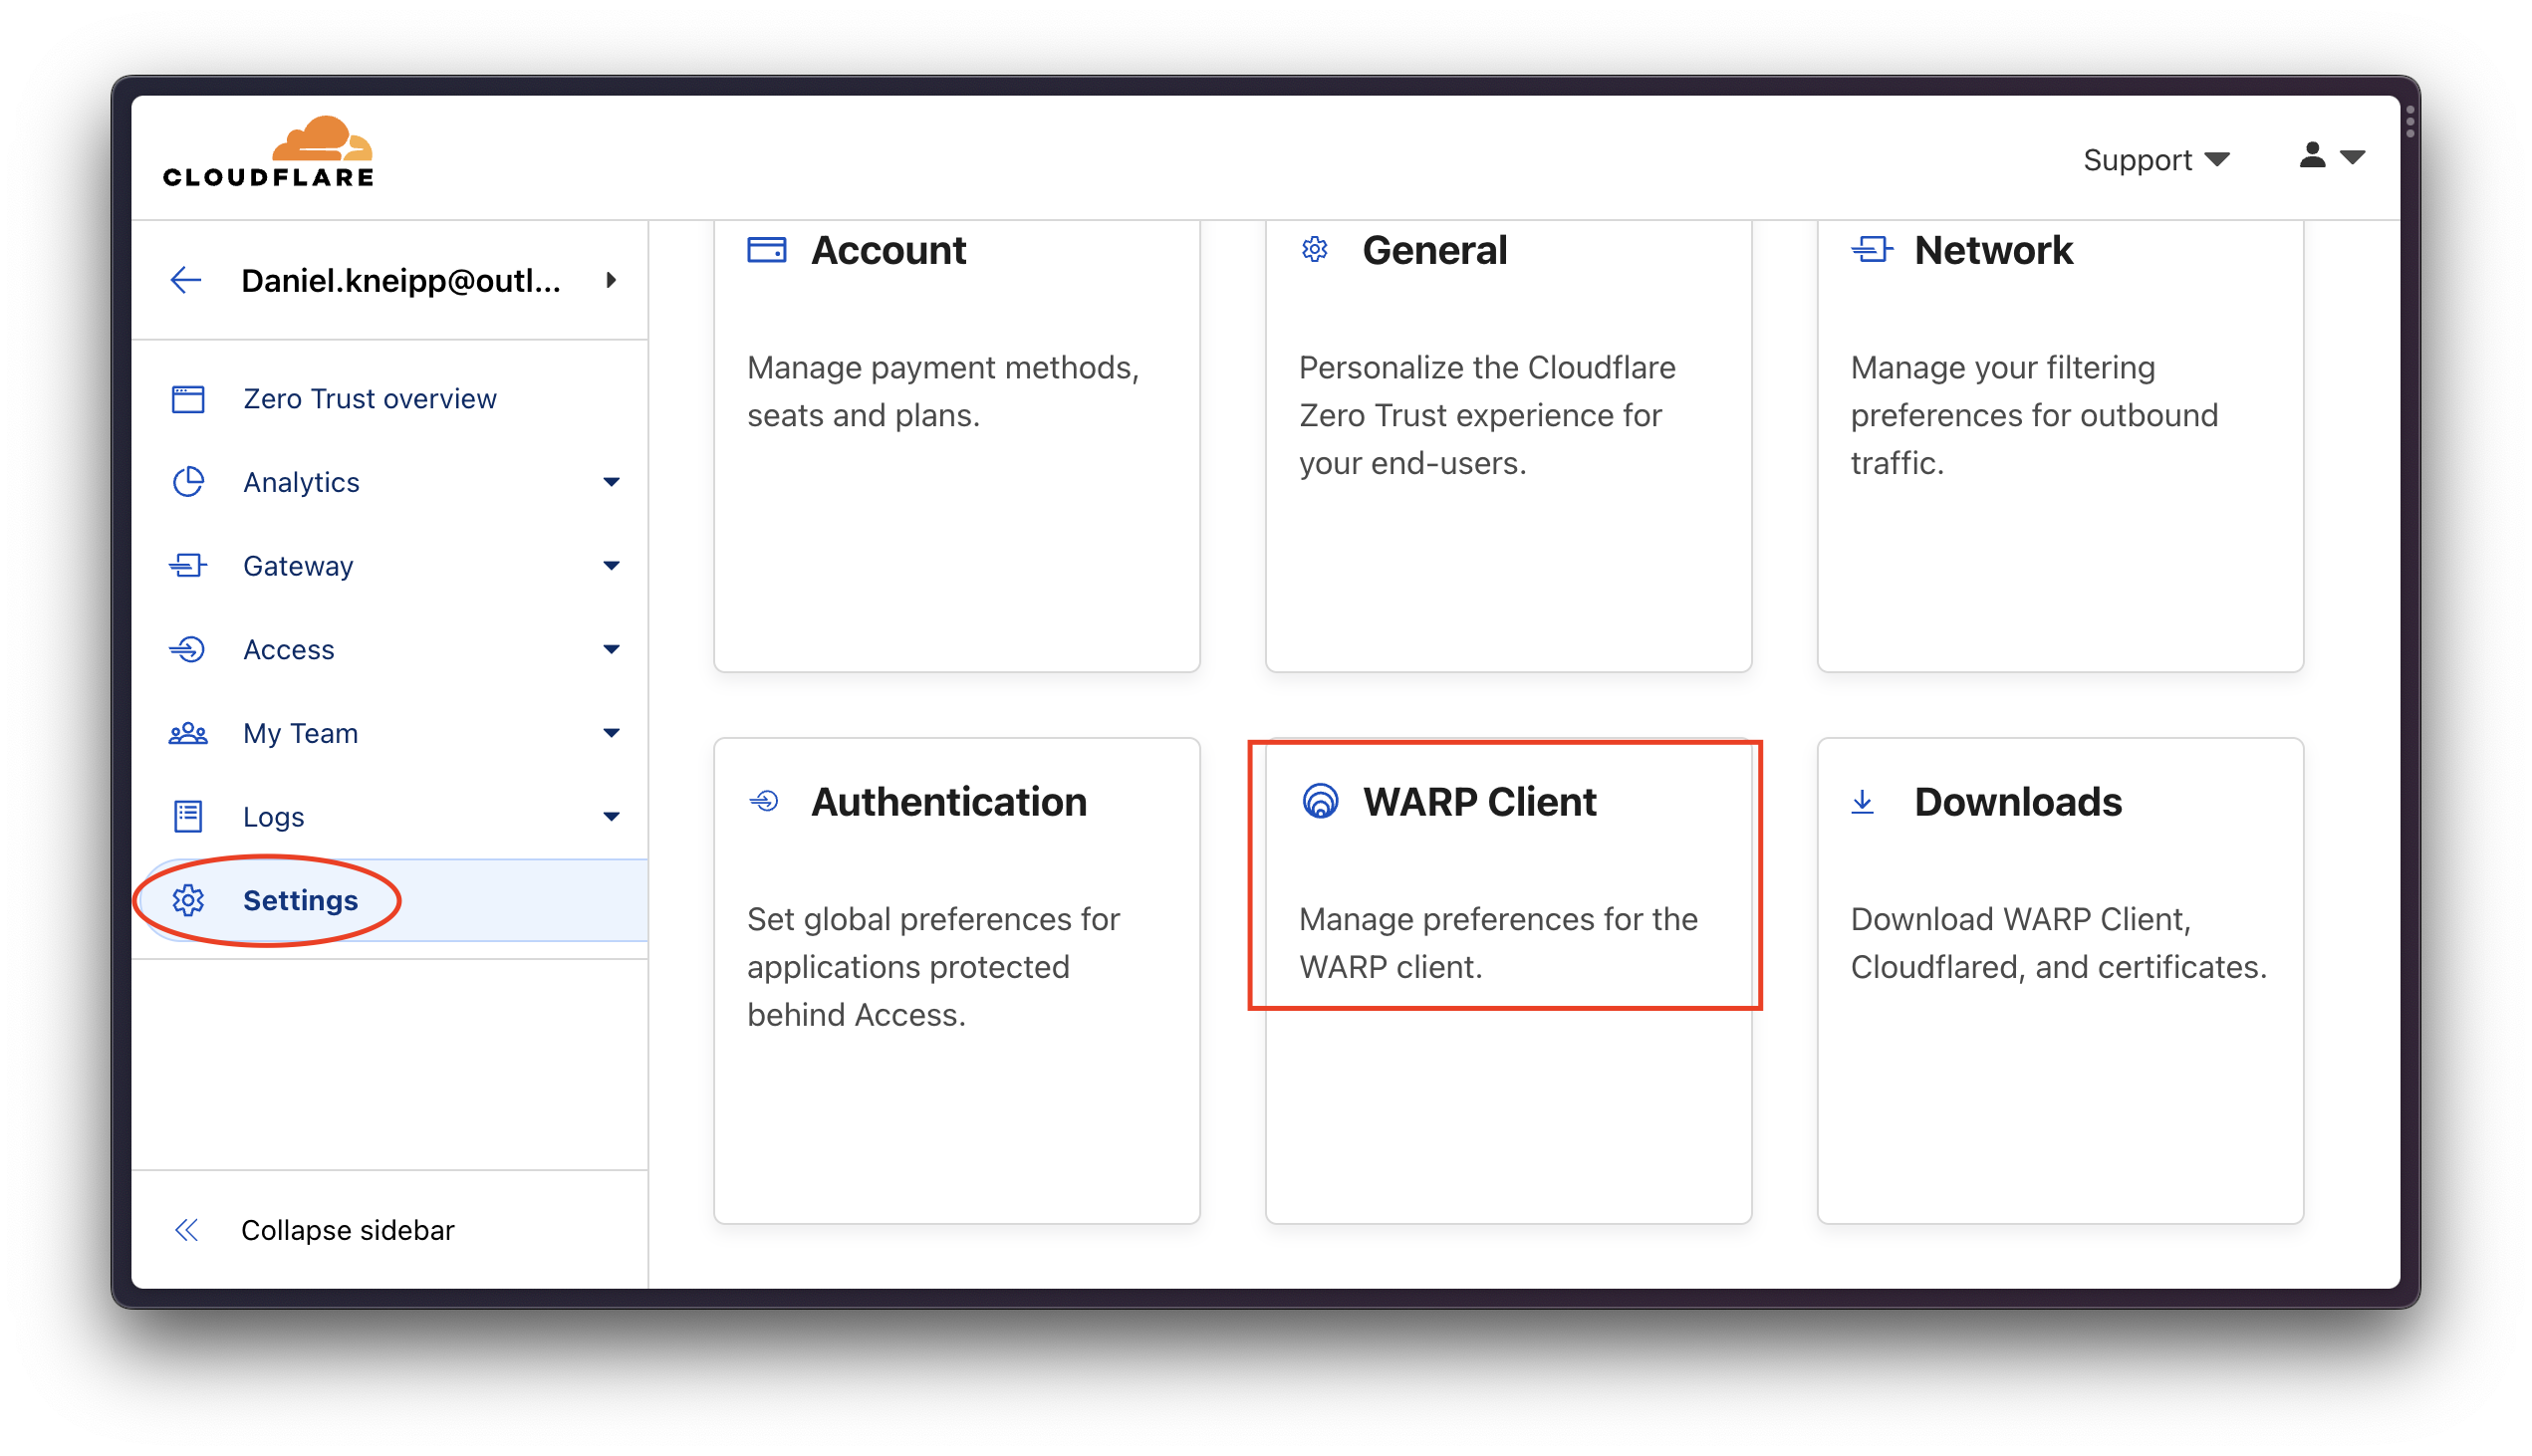 CLOUDFLARE
Support
Daniel.kneipp@outl...
Zero Trust overview
Analytics
Gateway
Access
My Team
Logs
Settings
Collapse sidebar
Account
Manage payment methods,
seats and plans.
General
Personalize the Cloudflare
Zero Trust experience for
your end-users.
Network
Manage your filtering
preferences for outbound
traffic.
Authentication
Set global preferences for
applications protected
behind Access.
WARP Client
Manage preferences for the
WARP client.
Downloads
Download WARP Client,
Cloudflared, and certificates.